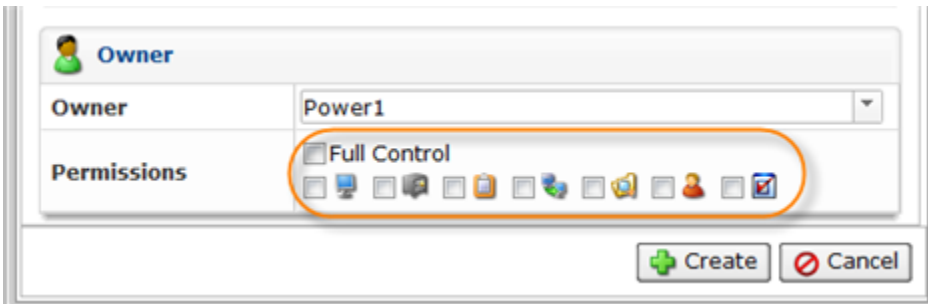 Owner
Owner Power1
Permissions Full Control
Create Cancel